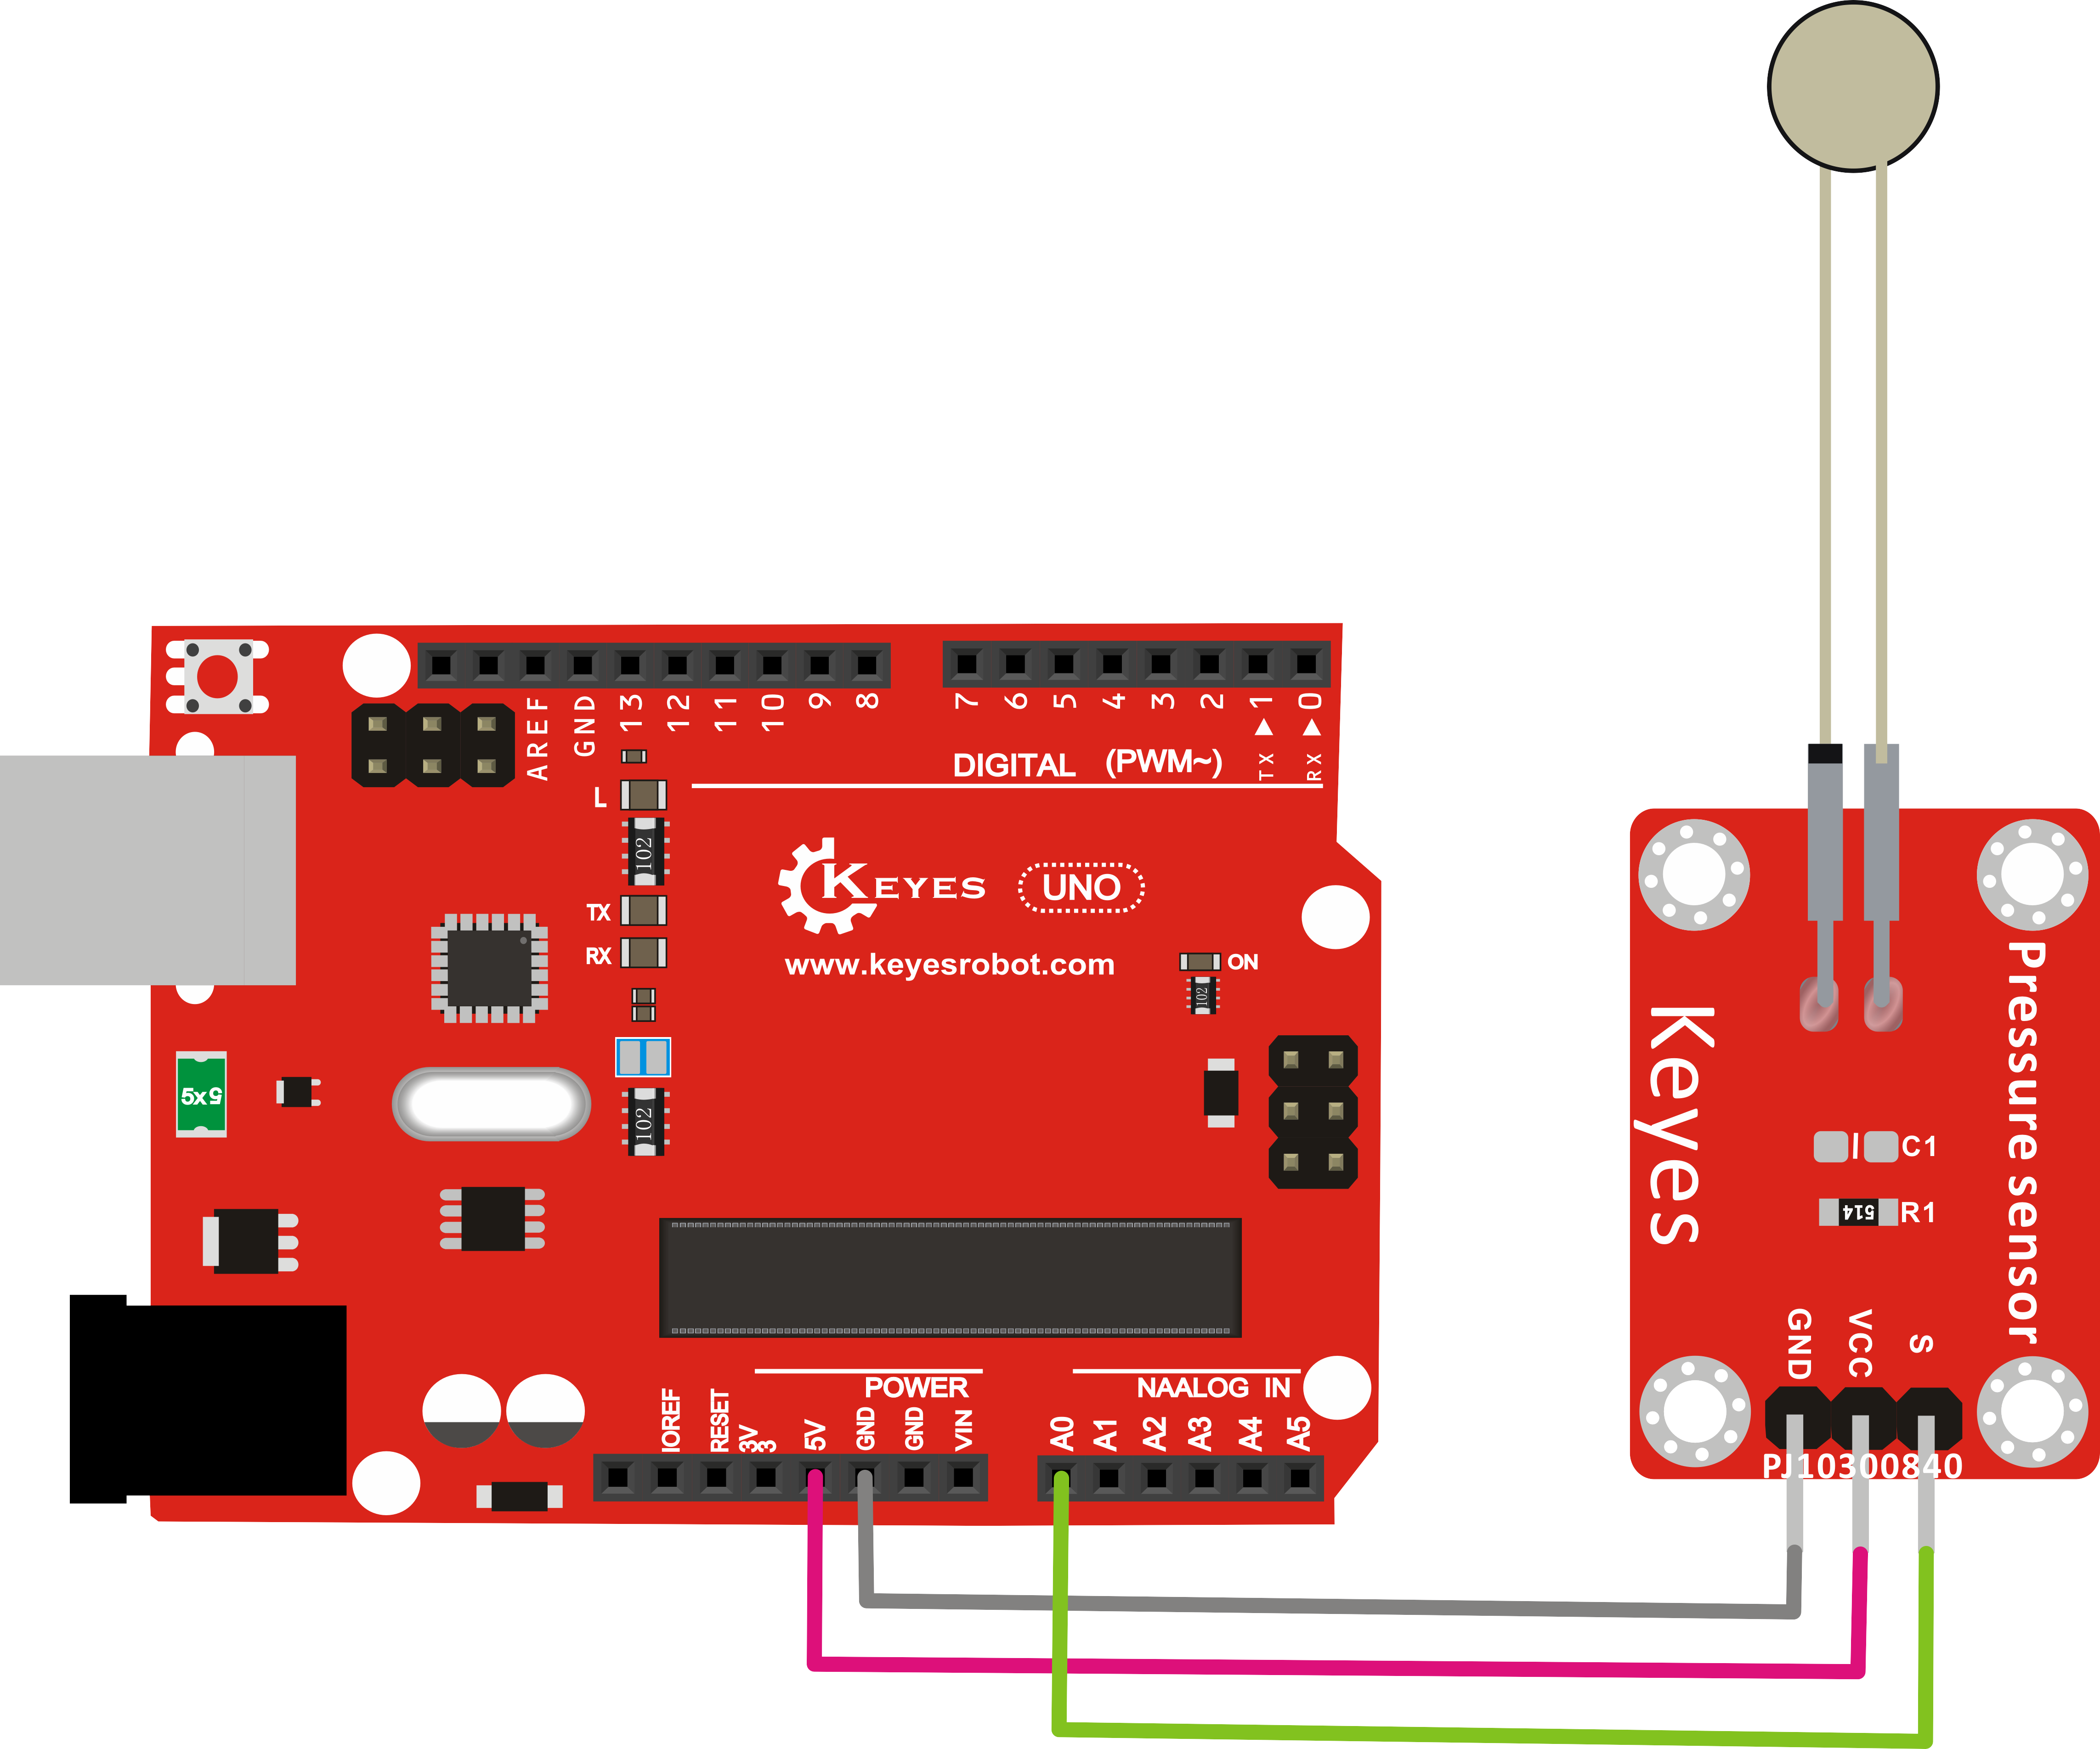 AREF
GND
13
12
11
10
9
8
7
6
5
4
3
2
TX▶1
RX▶0
DIGITAL (PWM~)
L
102
TX
RX
KEYES UNO
www.keyesrobot.com
ON
102
5x5
102
POWER
NAALOG IN
IOREF
RESET
3V3
5V
GND
GND
VIN
A0
A1
A2
A3
A4
A5
Keyes
Pressure sensor
C1
514 R1
GND
VCC
S
PJ10300840